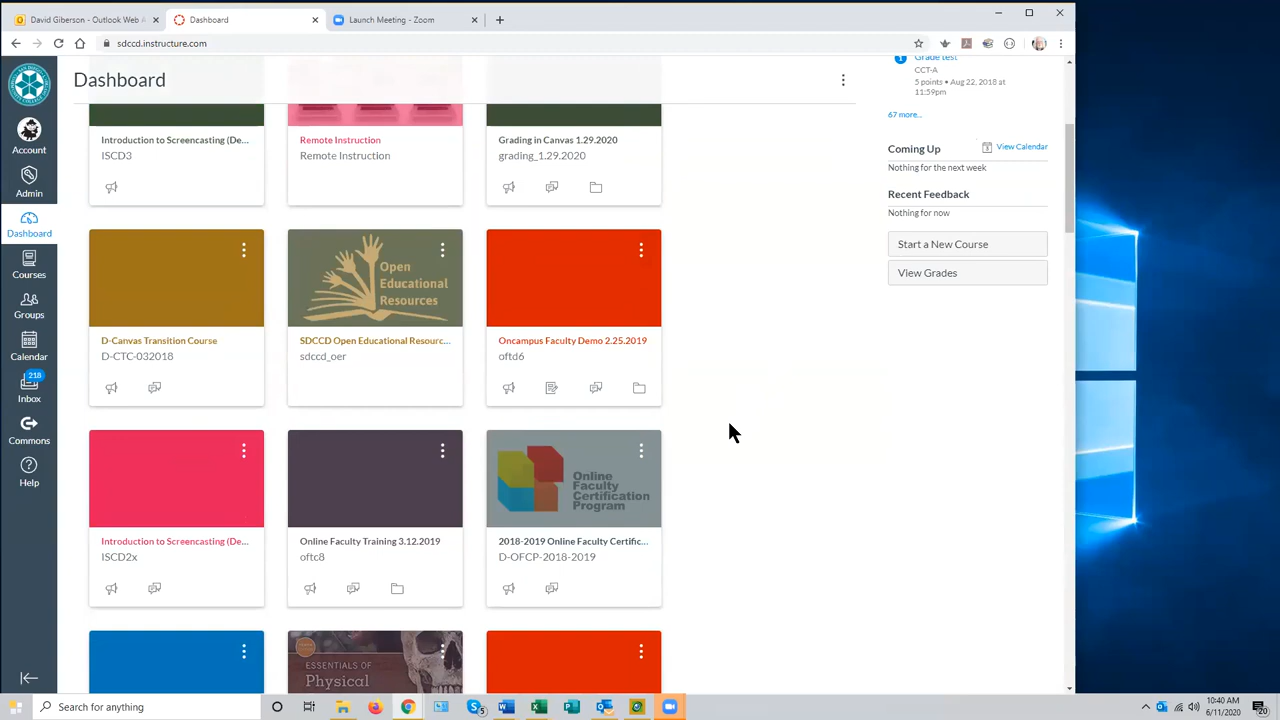 David Giberson - Outlook Web A
Dashboard
Launch Meeting - Zoom
sdccd.instructure.com
Account
Admin
Dashboard
Courses
Groups
Calendar
218
Inbox
Commons
Help
Dashboard
Introduction to Screencasting (De...
ISCD3
Remote Instruction
Remote Instruction
Grading in Canvas 1.29.2020
grading_1.29.2020
D-Canvas Transition Course
D-CTC-032018
Open
Educational
Resources
SDCCD Open Educational Resourc...
sdccd_oer
Oncampus Faculty Demo 2.25.2019
oftd6
Introduction to Screencasting (De...
ISCD2x
Online Faculty Training 3.12.2019
oftc8
Online
Faculty
Certification
Program
2018-2019 Online Faculty Certific...
D-OFCP-2018-2019
ESSENTIALS OF
Physical
1
Grade test
CCT-A
5 points • Aug 22, 2018 at
11:59pm
67 more..
Coming Up
View Calendar
Nothing for the next week
Recent Feedback
Nothing for now
Start a New Course
View Grades
Search for anything
5
10:40 AM
6/11/2020
20